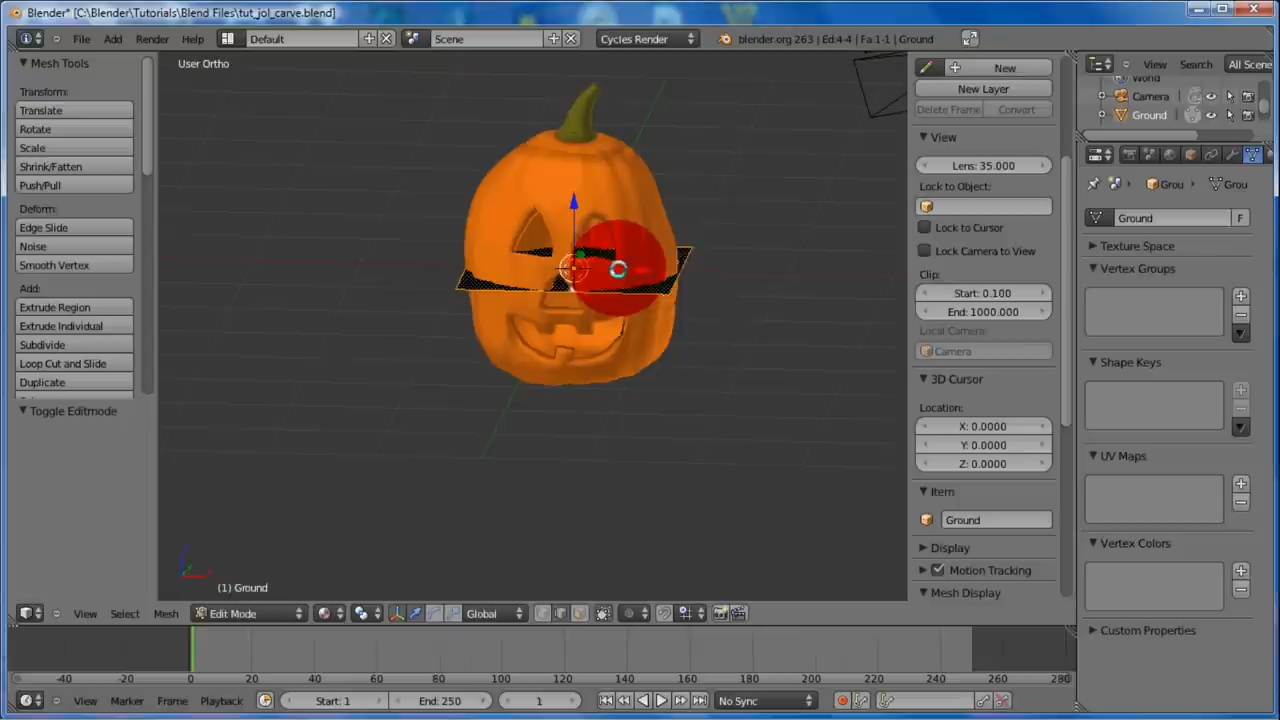 Blender* [C:\Blender\Tutorials\Blend Files\tut_jol_carve.blend]
File Add Render Help Default Scene Cycles Render blender.org 263 | Ed:4-4 | Fa:1-1 | Ground
Mesh Tools
Transform:
Translate
Rotate
Scale
Shrink/Fatten
Push/Pull
Deform:
Edge Slide
Noise
Smooth Vertex
Add:
Extrude Region
Extrude Individual
Subdivide
Loop Cut and Slide
Duplicate
Toggle Editmode
User Ortho
(1) Ground
New
New Layer
Delete Frame Convert
View
Lens: 35.000
Lock to Object:
Lock to Cursor
Lock Camera to View
Clip:
Start: 0.100
End: 1000.000
Local Camera:
Camera
3D Cursor
Location:
X: 0.0000
Y: 0.0000
Z: 0.0000
Item
Ground
Display
Motion Tracking
Mesh Display
View Search All Scene
World
Camera
Ground
Grou Grou
Ground F
Texture Space
Vertex Groups
Shape Keys
UV Maps
Vertex Colors
Custom Properties
View Select Mesh Edit Mode Global
-40 -20 0 20 40 60 80 100 120 140 160 180 200 220 240 260 280
View Marker Frame Playback Start: 1 End: 250 1 No Sync